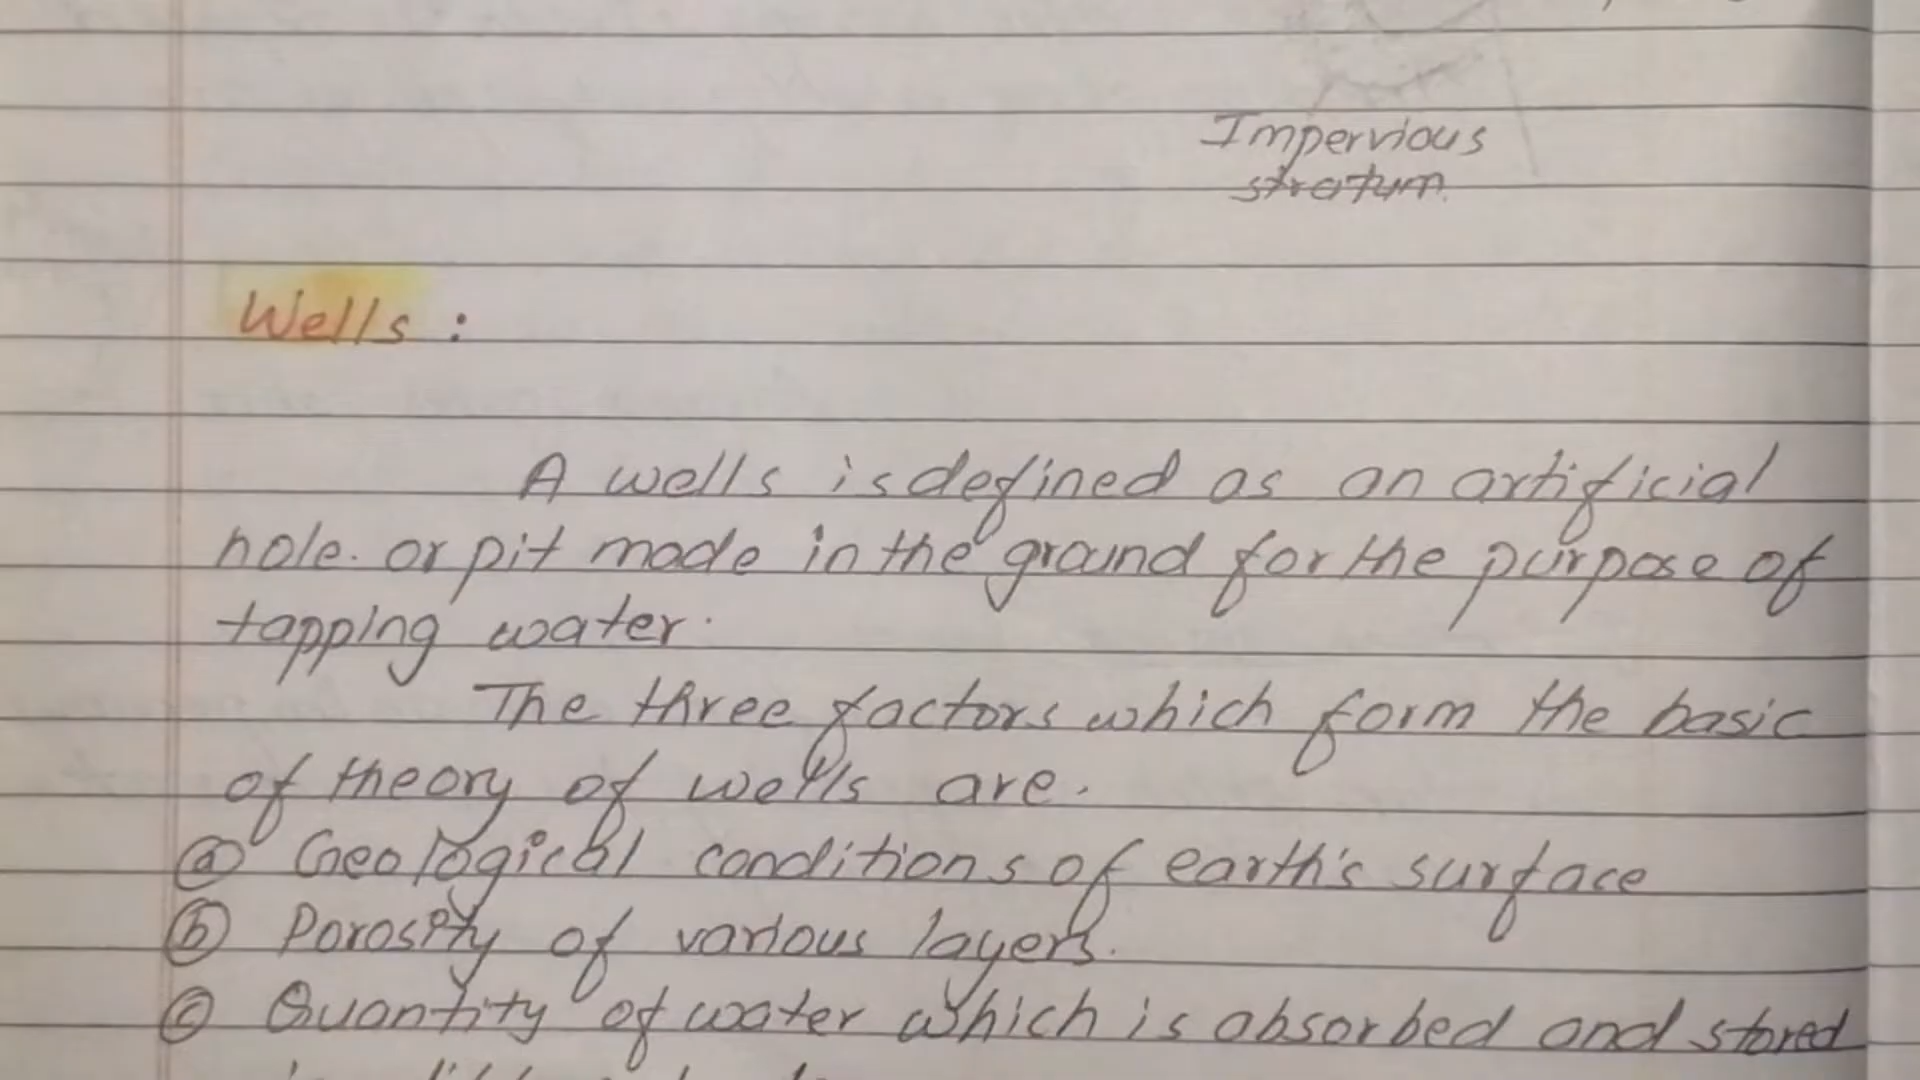 Impervious
stratum.
Wells :
A wells is defined as an artificial
hole. or pit made in the ground for the purpose of
tapping water.
The three factors which form the basic
of theory of wells are.
(a) Geological conditions of earth's surface
(b) Porosity of various layers.
(c) Quantity of water which is absorbed and stored